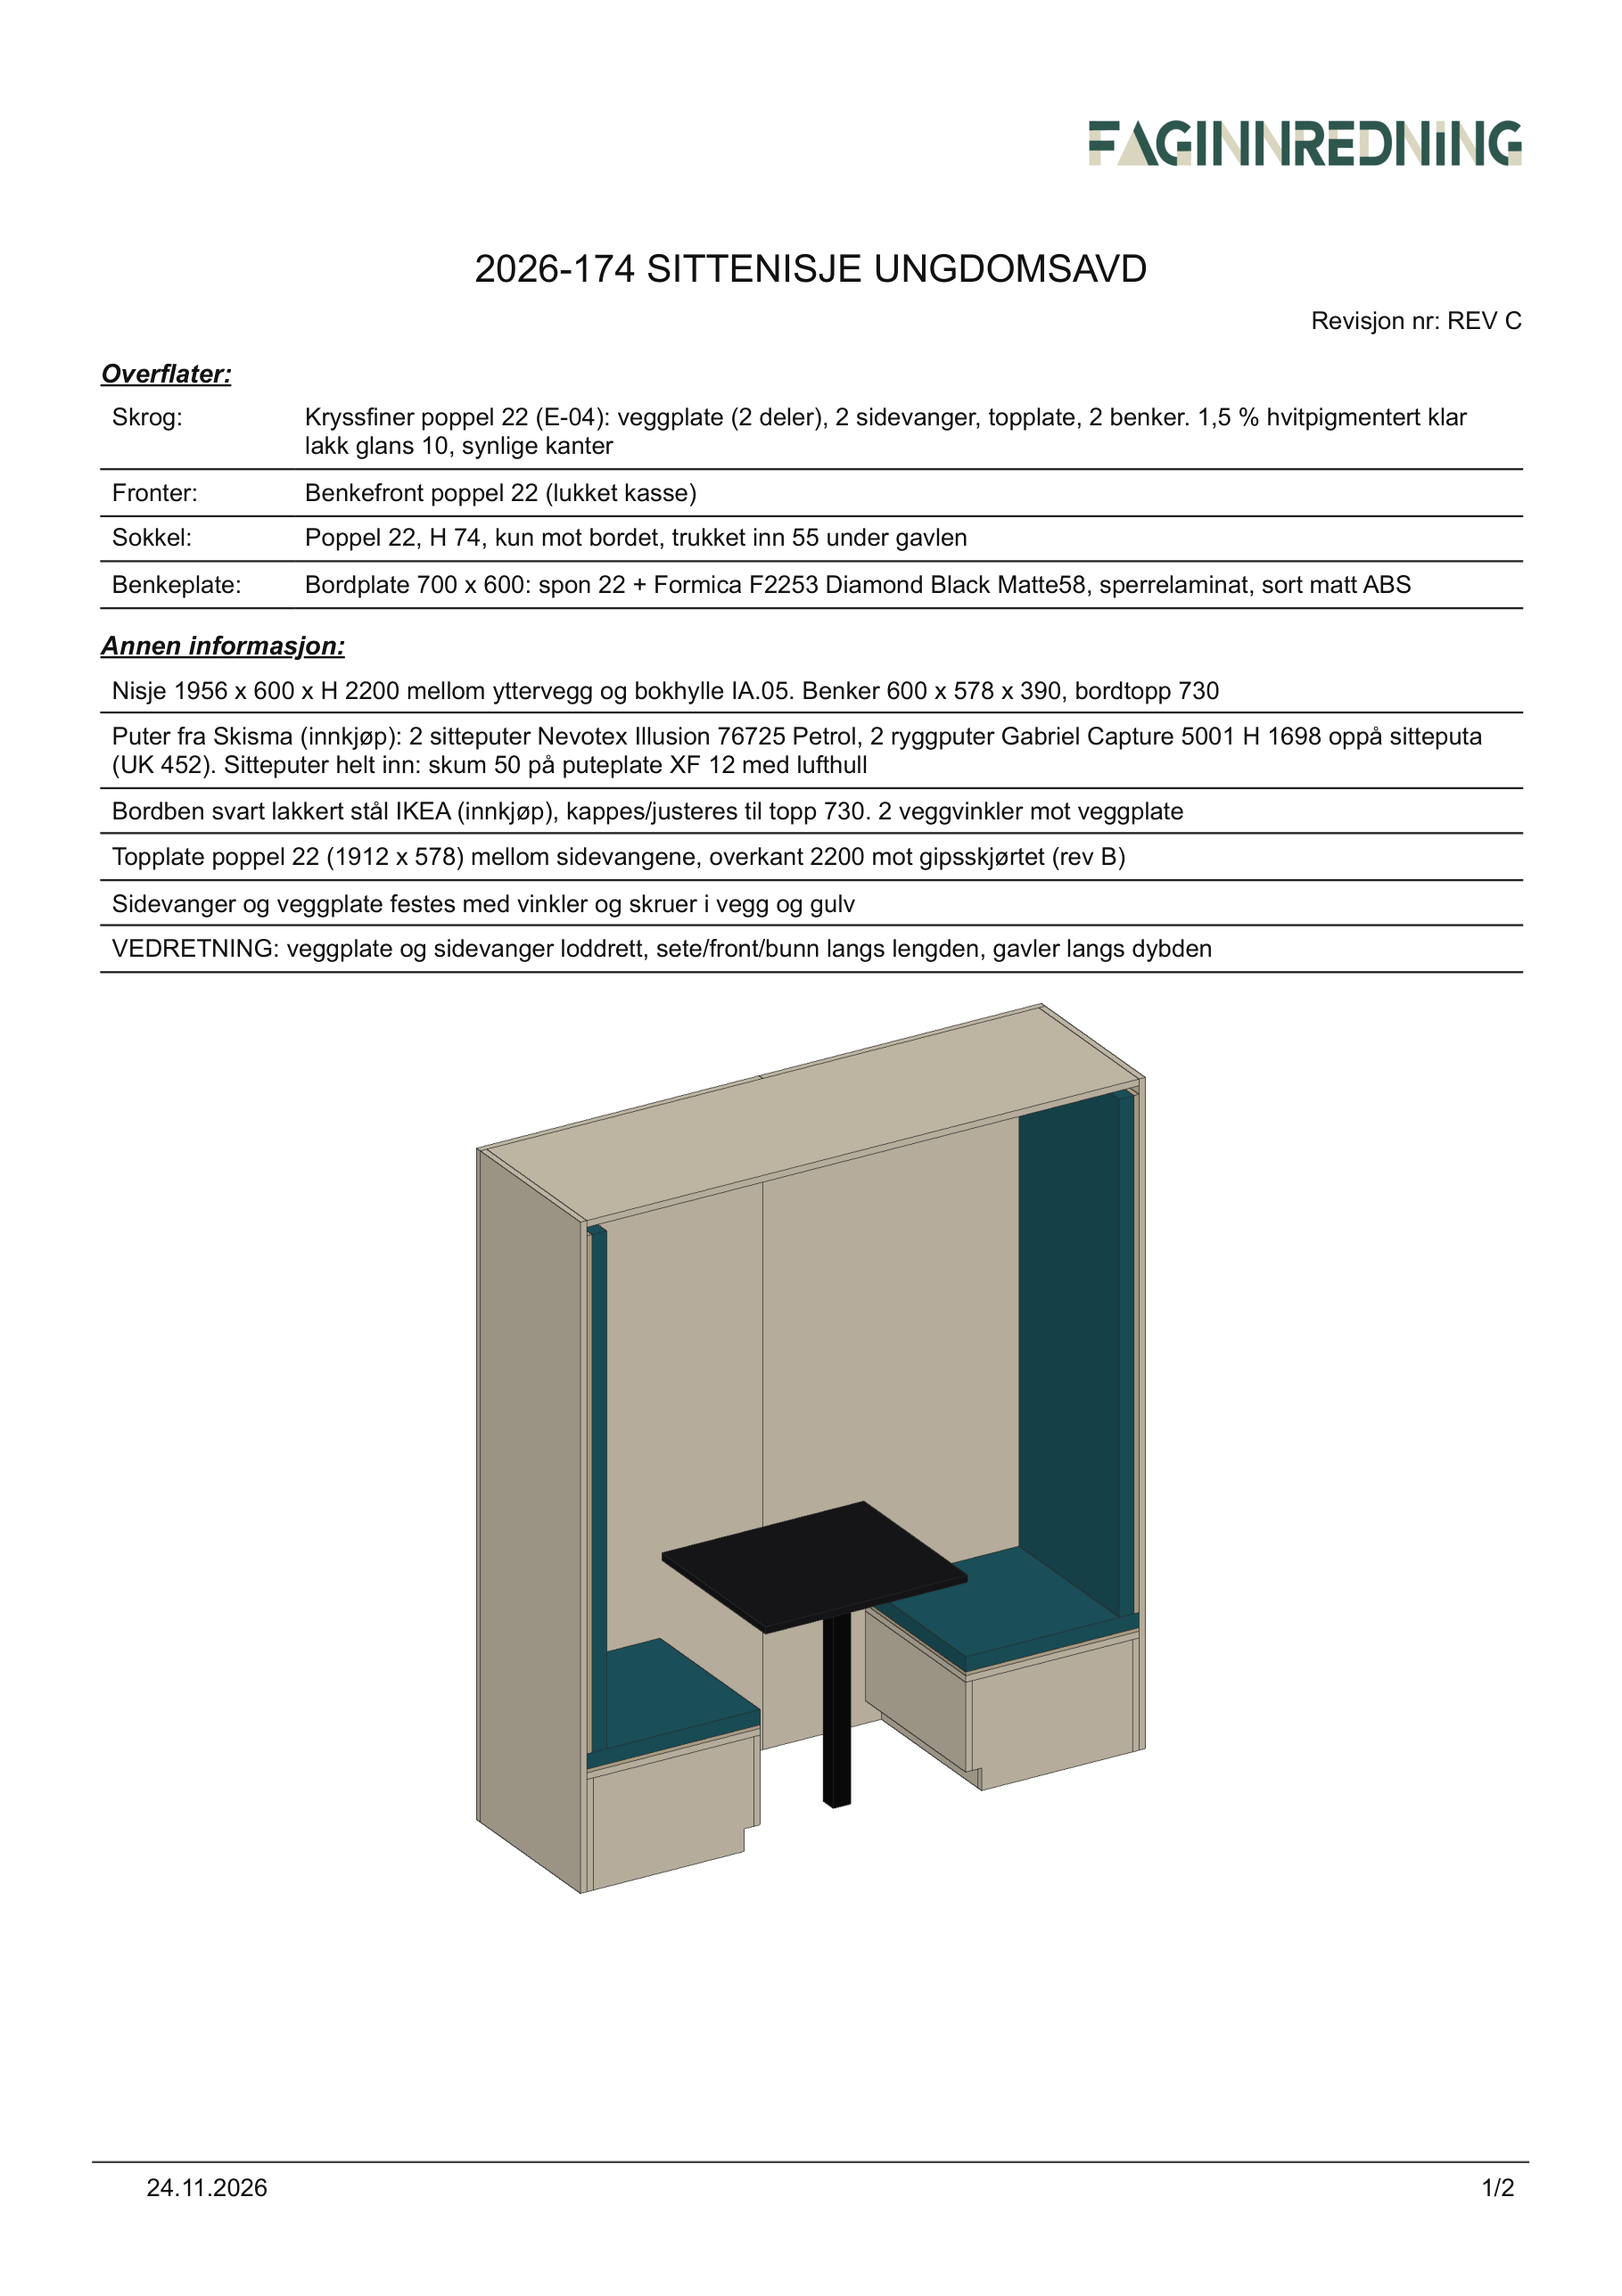 FAGINNREDNING
2026-174 SITTENISJE UNGDOMSAVD
Revisjon nr: REV C
Overflater:
Skrog: Kryssfiner poppel 22 (E-04): veggplate (2 deler), 2 sidevanger, topplate, 2 benker. 1,5 % hvitpigmentert klar
lakk glans 10, synlige kanter
Fronter: Benkefront poppel 22 (lukket kasse)
Sokkel: Poppel 22, H 74, kun mot bordet, trukket inn 55 under gavlen
Benkeplate: Bordplate 700 x 600: spon 22 + Formica F2253 Diamond Black Matte58, sperrelaminat, sort matt ABS
Annen informasjon:
Nisje 1956 x 600 x H 2200 mellom yttervegg og bokhylle IA.05. Benker 600 x 578 x 390, bordtopp 730
Puter fra Skisma (innkjøp): 2 sitteputer Nevotex Illusion 76725 Petrol, 2 ryggputer Gabriel Capture 5001 H 1698 oppå sitteputa
(UK 452). Sitteputer helt inn: skum 50 på puteplate XF 12 med lufthull
Bordben svart lakkert stål IKEA (innkjøp), kappes/justeres til topp 730. 2 veggvinkler mot veggplate
Topplate poppel 22 (1912 x 578) mellom sidevangene, overkant 2200 mot gipsskjørtet (rev B)
Sidevanger og veggplate festes med vinkler og skruer i vegg og gulv
VEDRETNING: veggplate og sidevanger loddrett, sete/front/bunn langs lengden, gavler langs dybden
24.11.2026
1/2